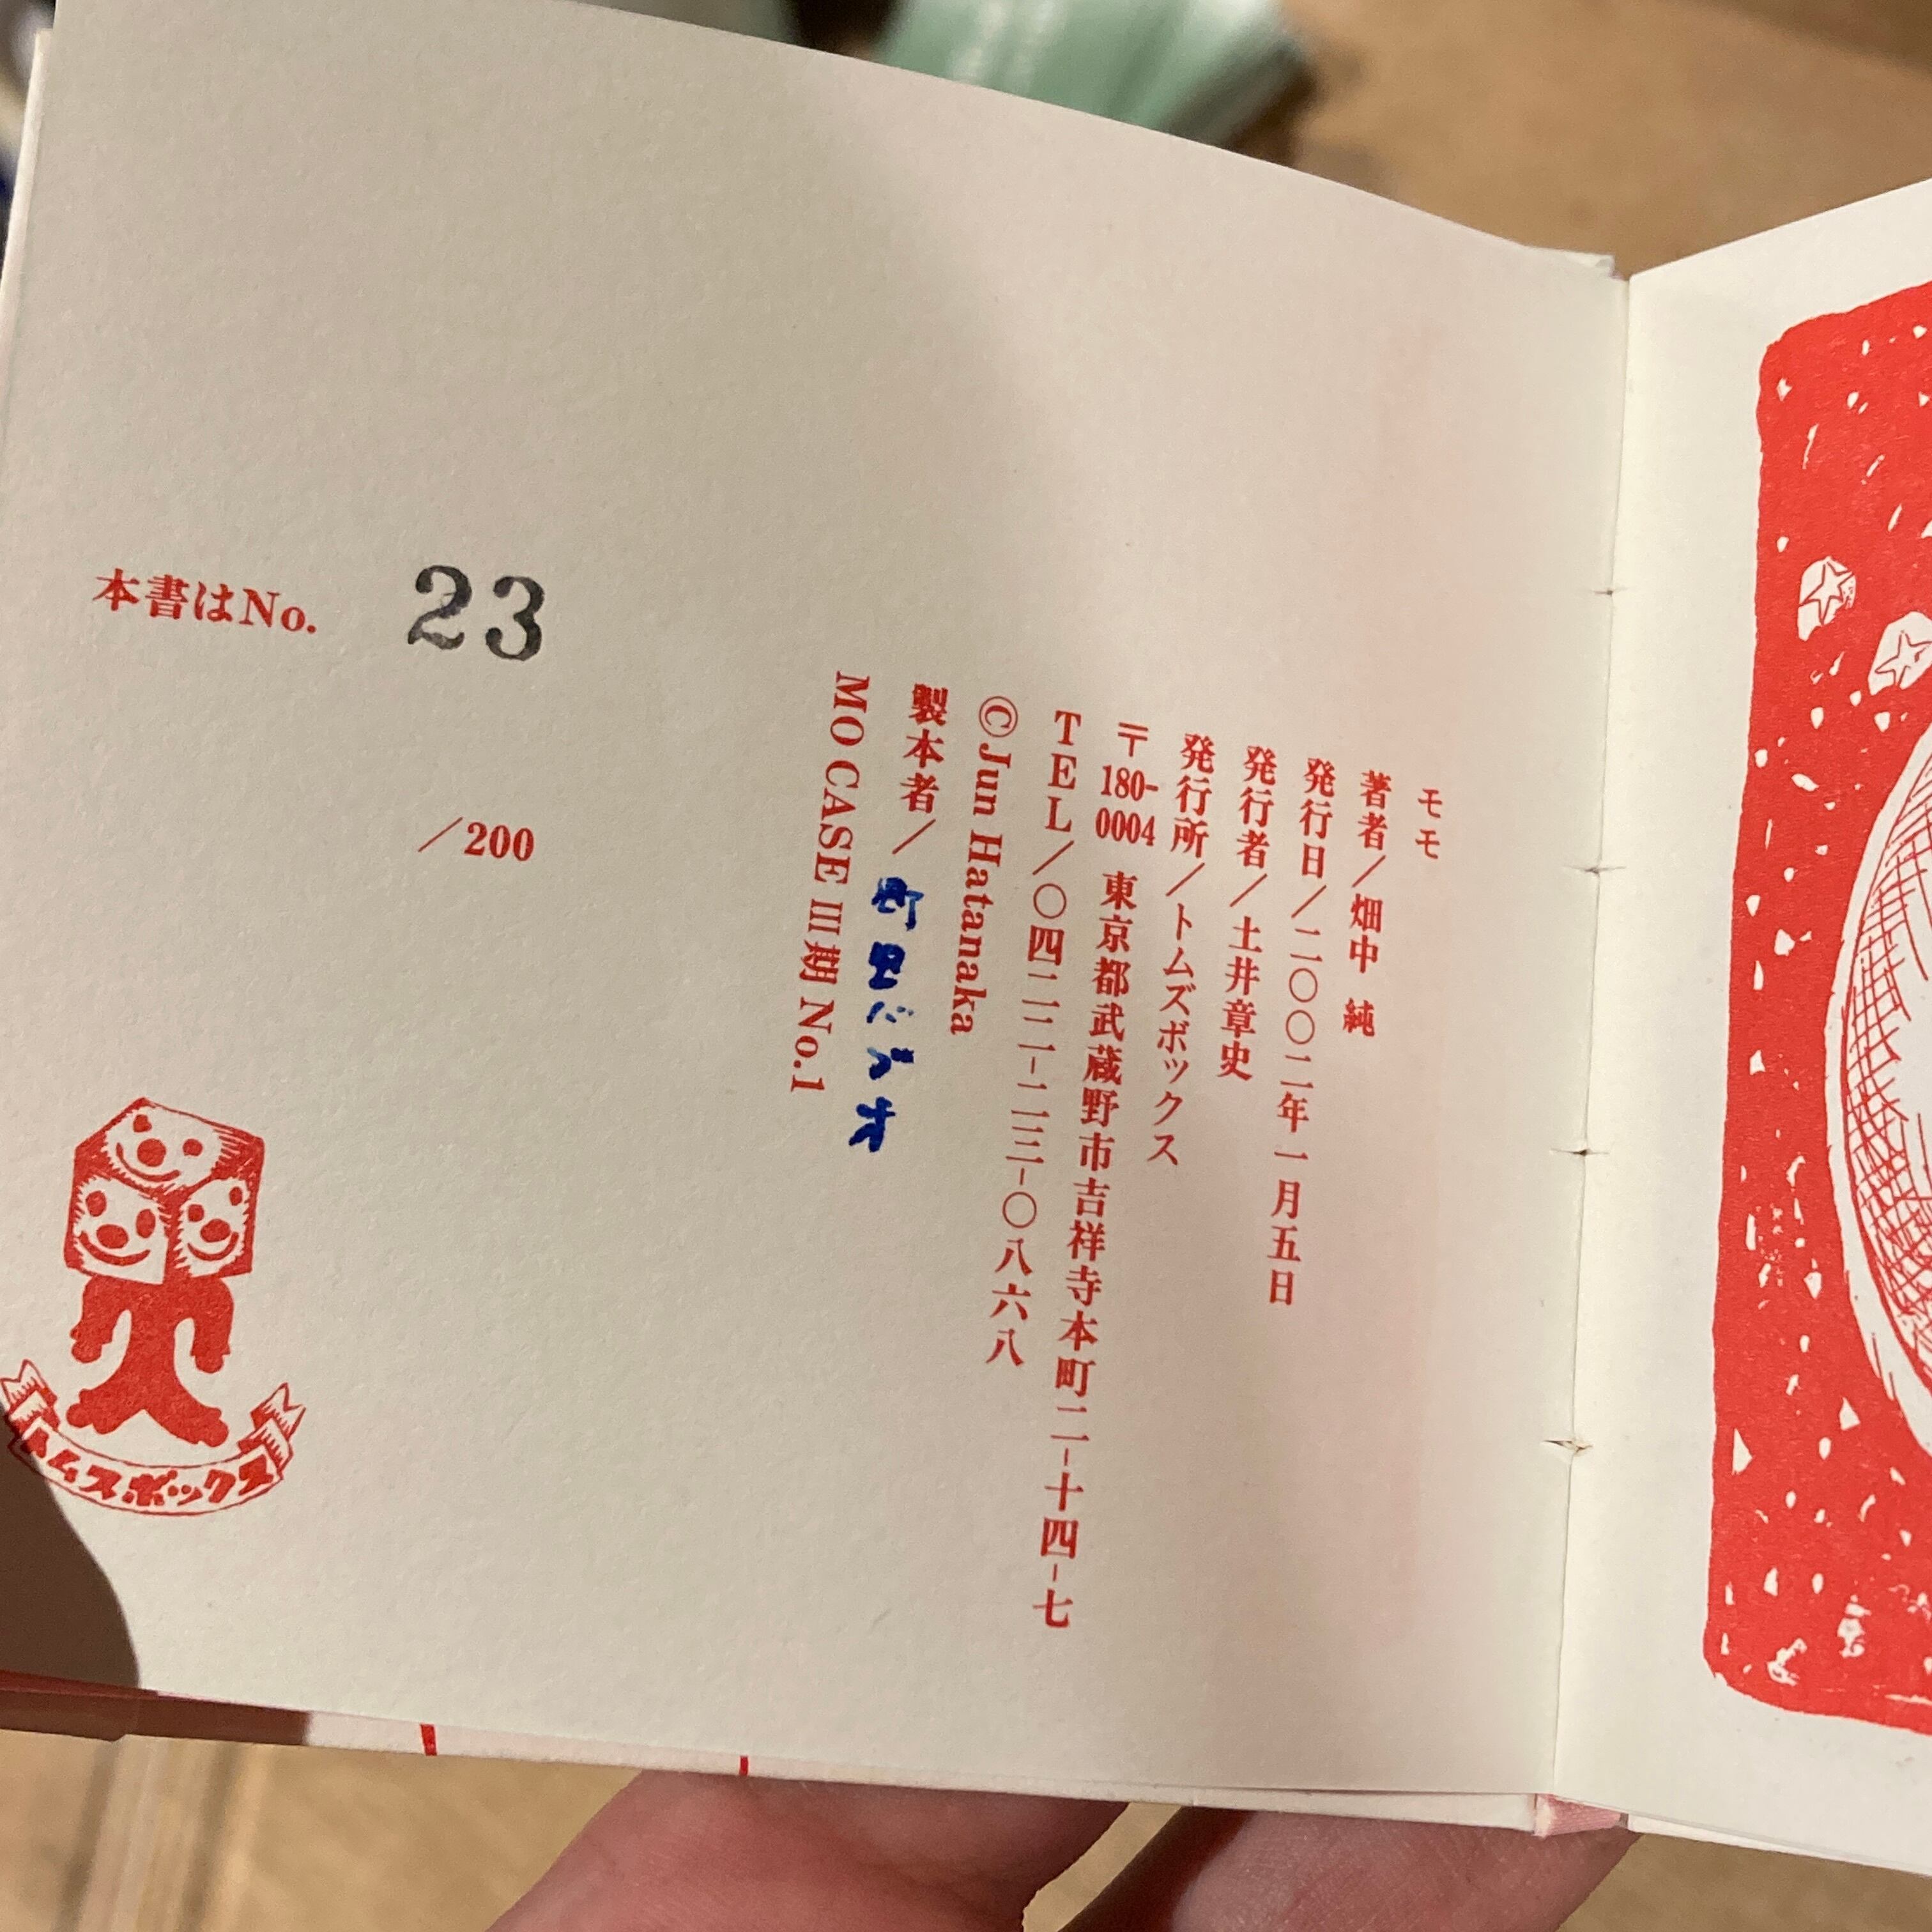 モモ
著者／畑中　純
発行日／二〇〇二年一月五日
発行者／土井章史
発行所／トムズボックス
〒180-0004　東京都武蔵野市吉祥寺本町二-十四-七
TEL／〇四二二-二三-〇八六八
©Jun Hatanaka
製本者／町田
MO CASE III期 No.1
本書はNo.　23
／200
トムズボックス